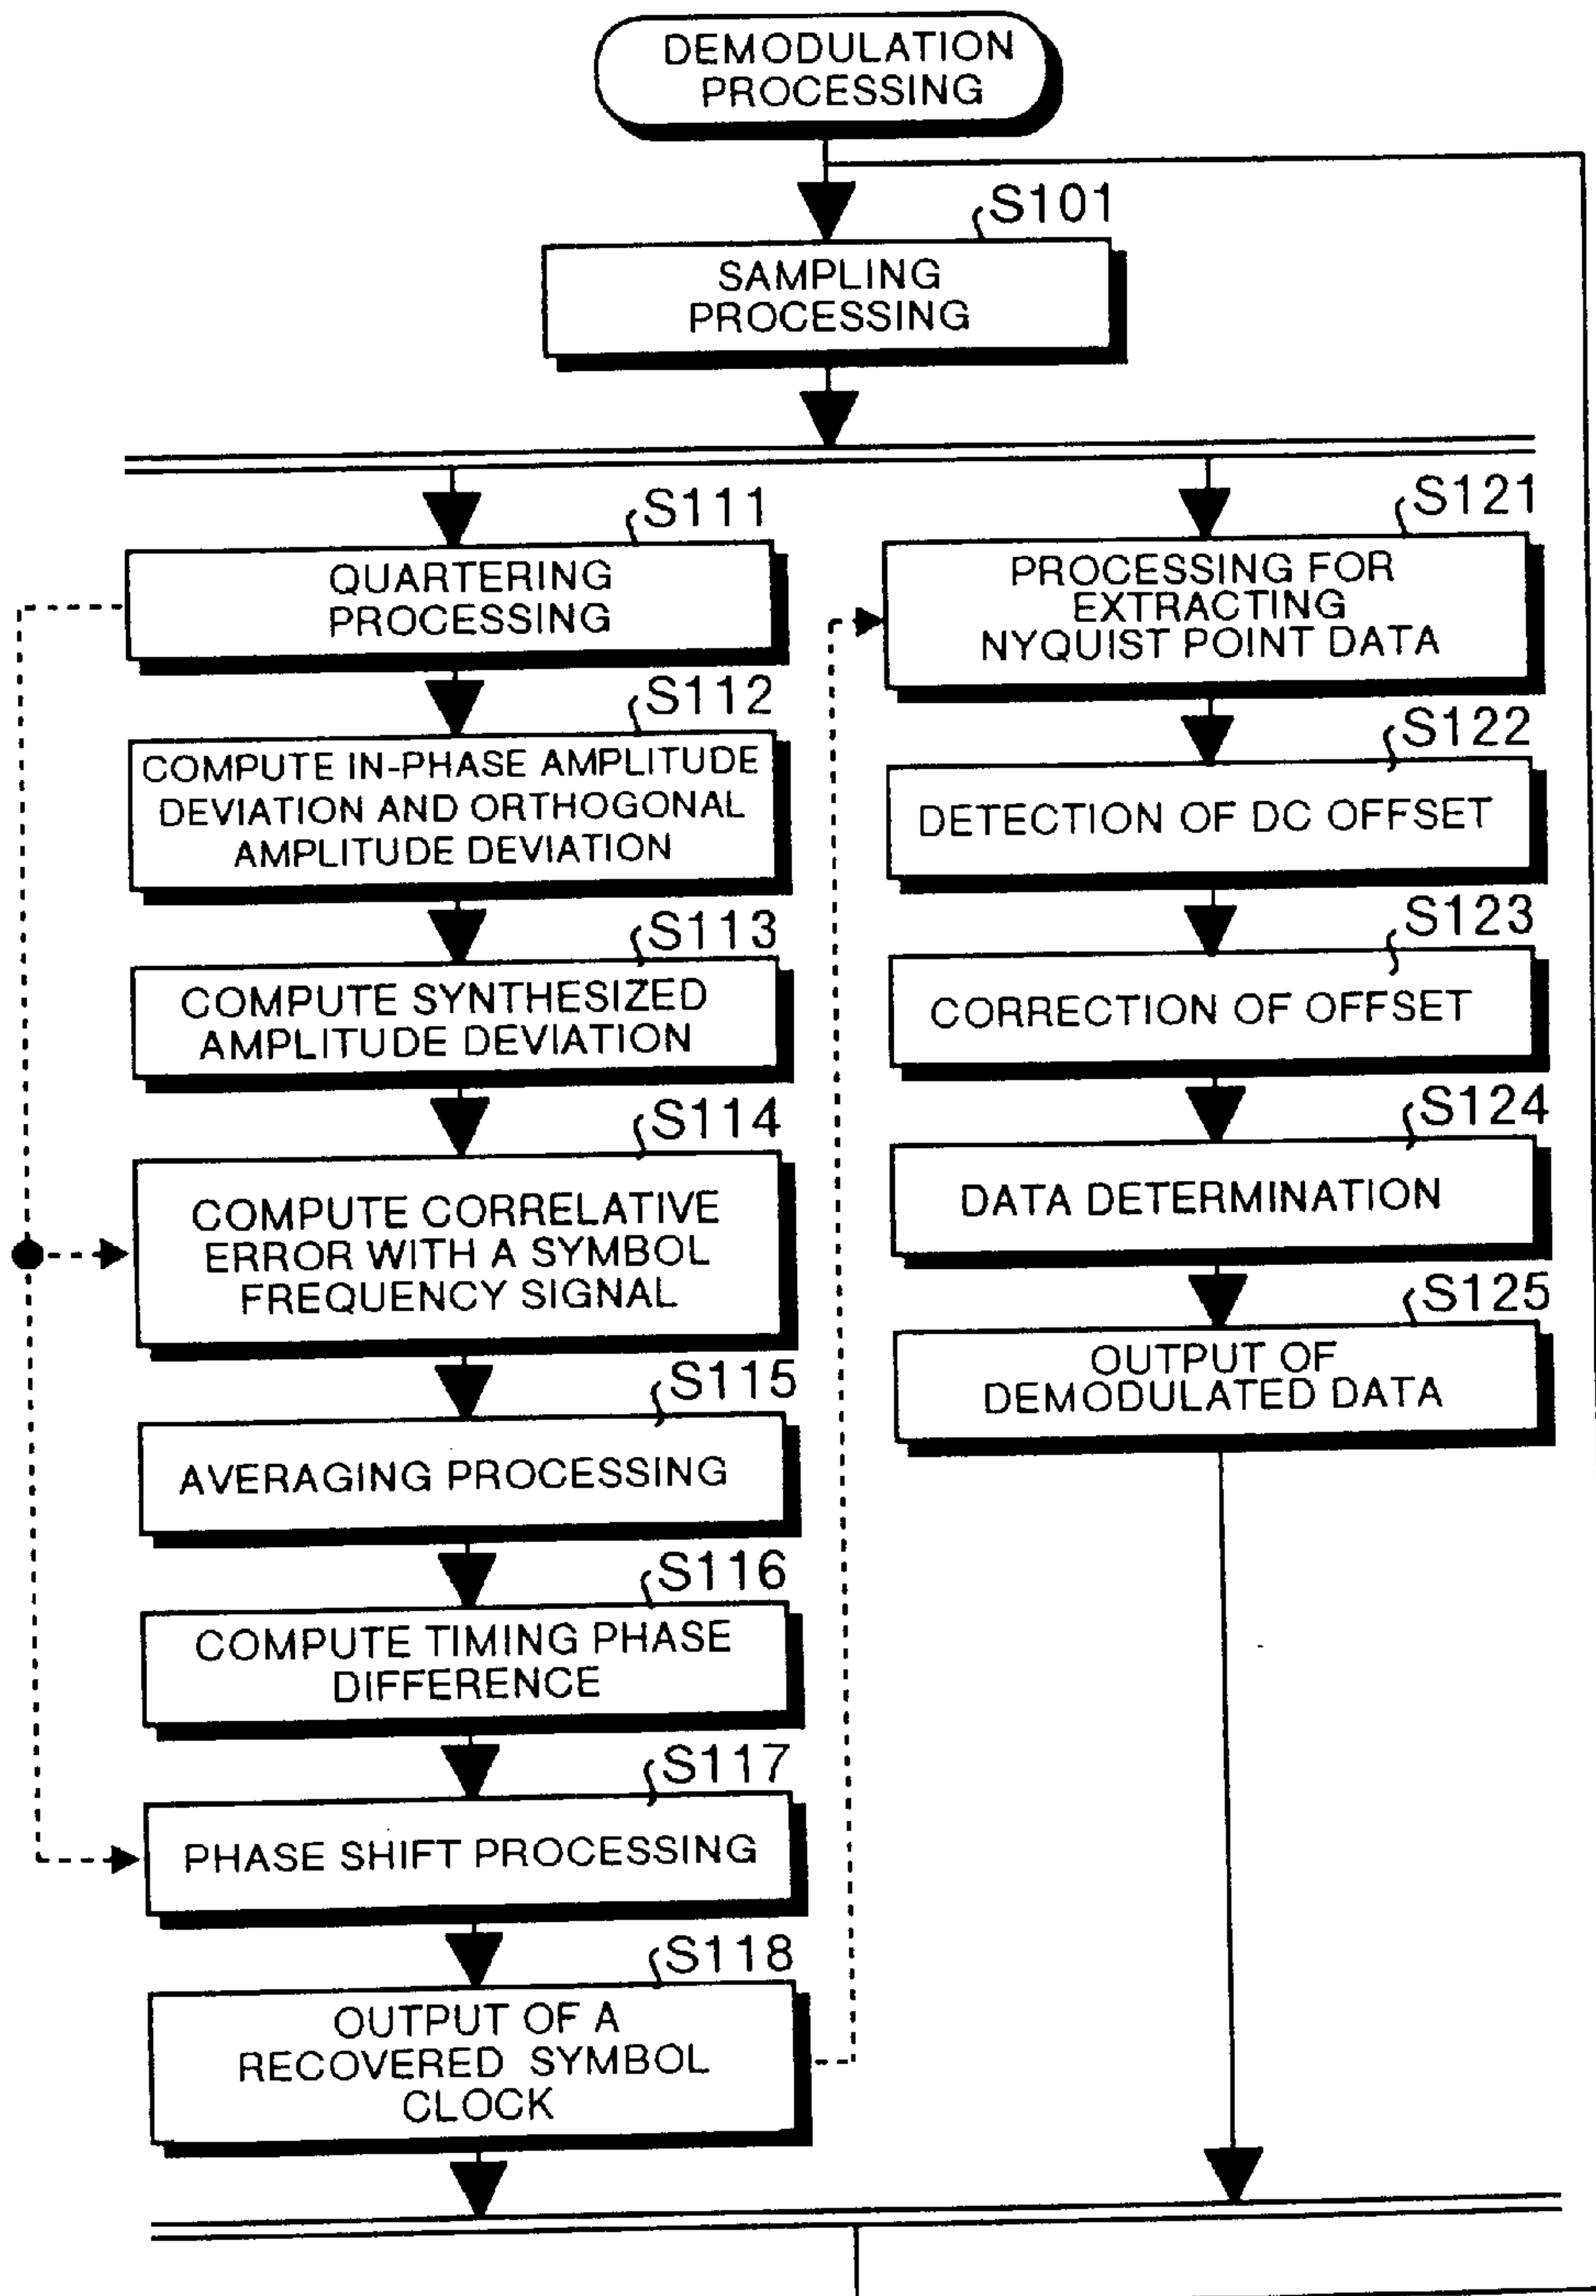 DEMODULATION
PROCESSING
S101
SAMPLING
PROCESSING
S111
QUARTERING
PROCESSING
S112
COMPUTE IN-PHASE AMPLITUDE
DEVIATION AND ORTHOGONAL
AMPLITUDE DEVIATION
S113
COMPUTE SYNTHESIZED
AMPLITUDE DEVIATION
S114
COMPUTE CORRELATIVE
ERROR WITH A SYMBOL
FREQUENCY SIGNAL
S115
AVERAGING PROCESSING
S116
COMPUTE TIMING PHASE
DIFFERENCE
S117
PHASE SHIFT PROCESSING
S118
OUTPUT OF A
RECOVERED SYMBOL
CLOCK
S121
PROCESSING FOR
EXTRACTING
NYQUIST POINT DATA
S122
DETECTION OF DC OFFSET
S123
CORRECTION OF OFFSET
S124
DATA DETERMINATION
S125
OUTPUT OF
DEMODULATED DATA